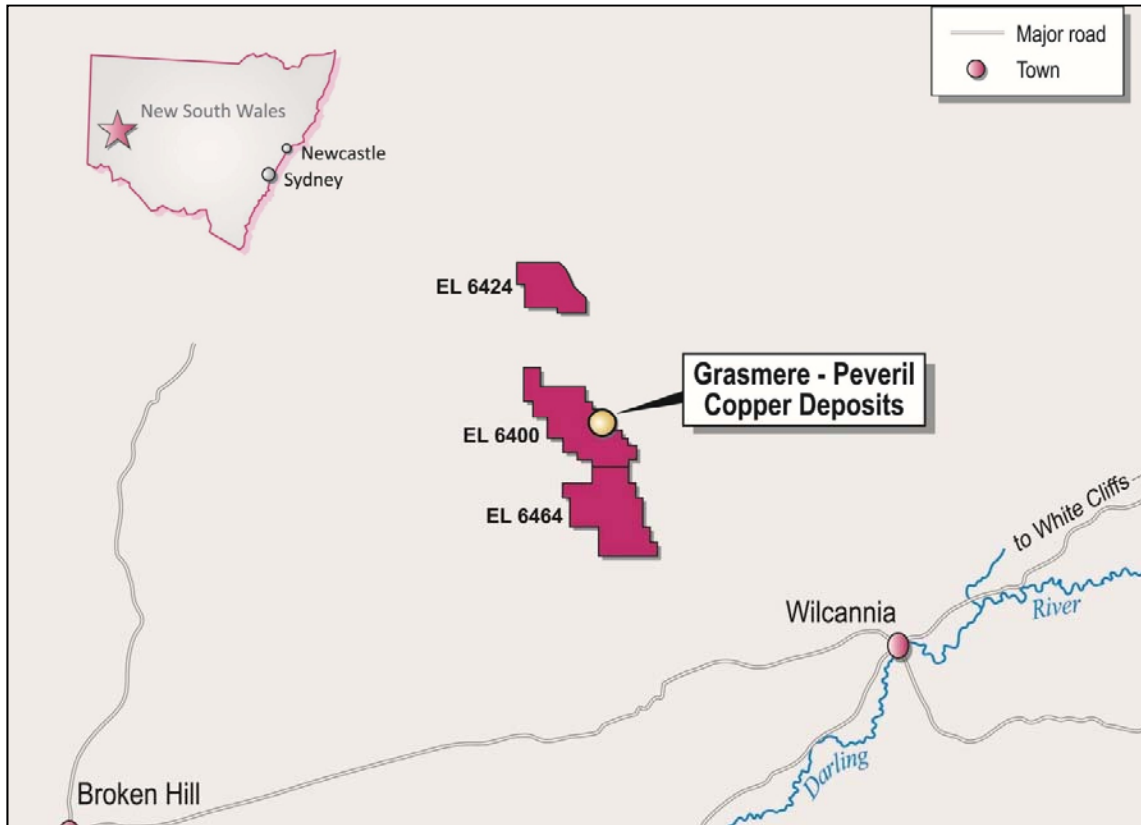 Major road
Town
New South Wales
Newcastle
Sydney
EL 6424
Grasmere - Peveril
Copper Deposits
EL 6400
EL 6464
to White Cliffs
Wilcannia
River
Darling
Broken Hill